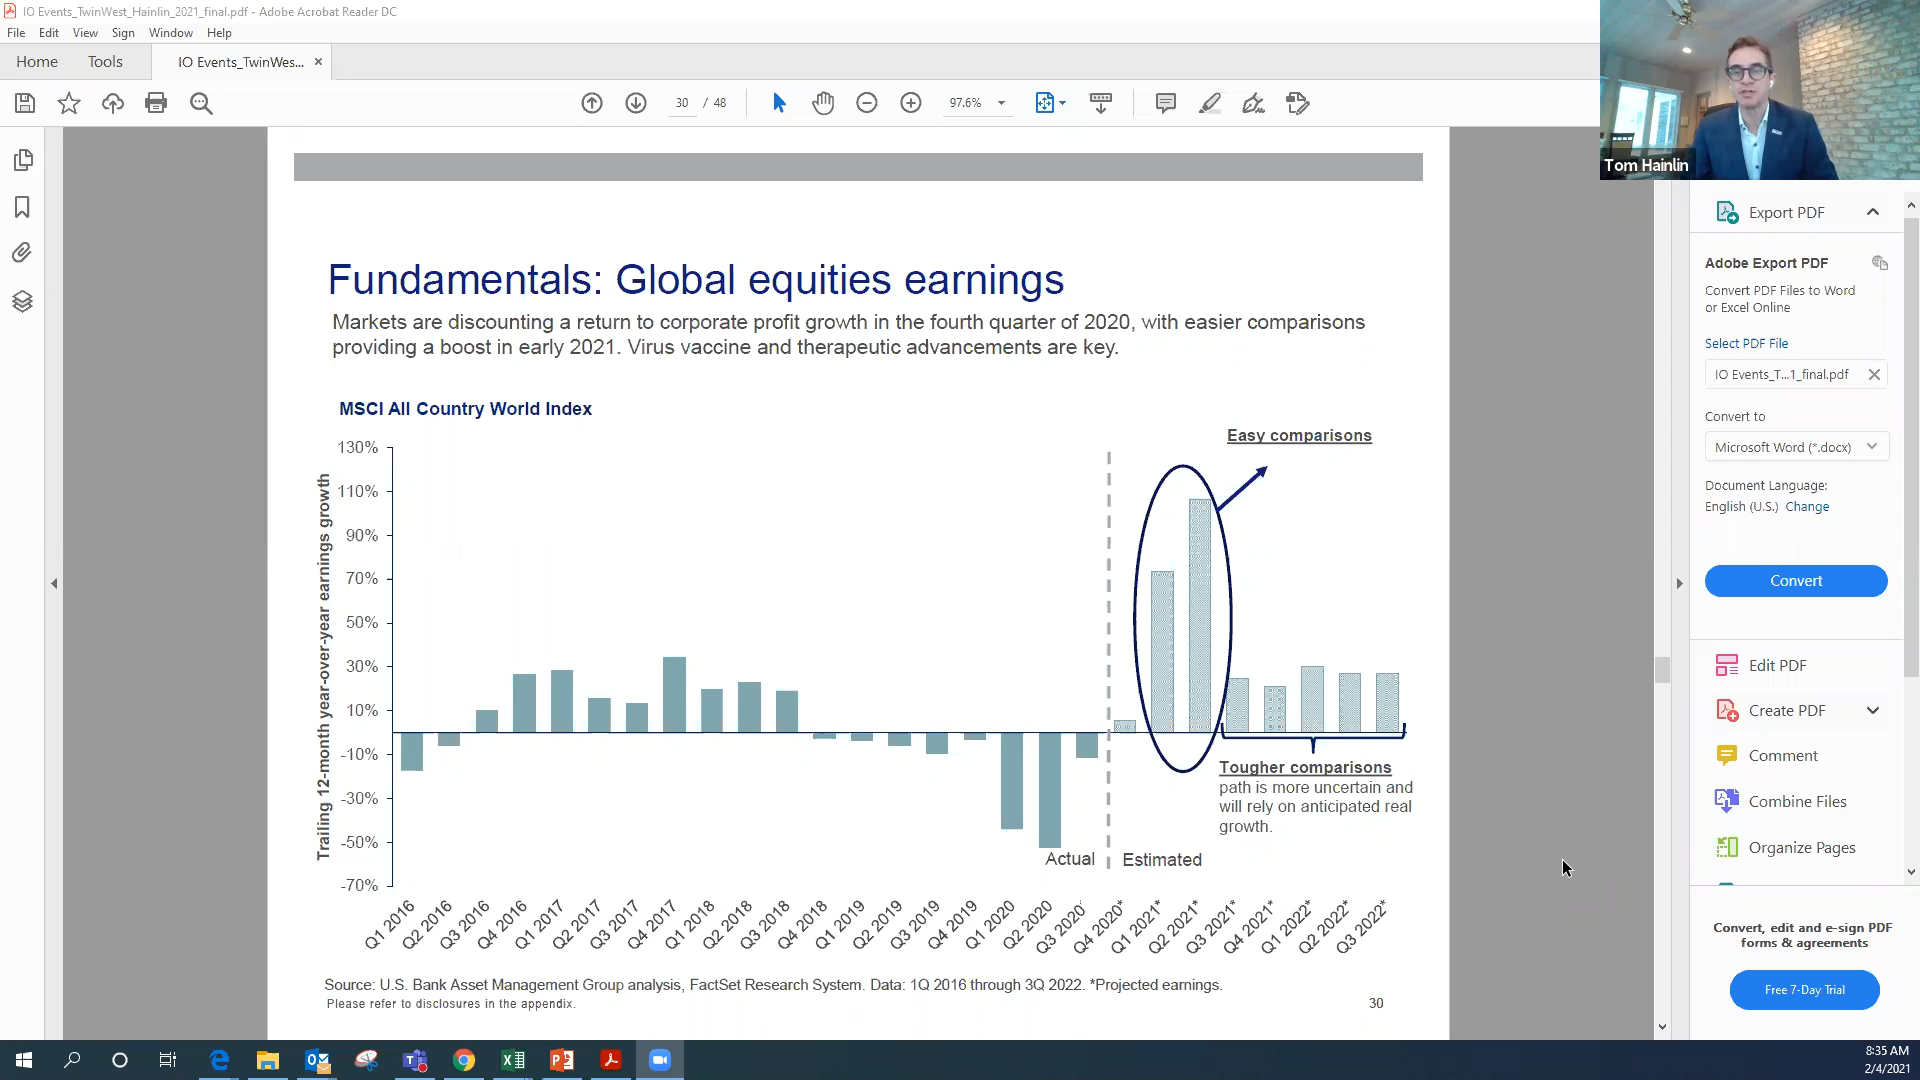 IO Events_TwinWest_Hainlin_2021_final.pdf - Adobe Acrobat Reader DC
File Edit View Sign Window Help
Home Tools IO Events_TwinWes... ×
30 / 48 97.6%
Tom Hainlin
Fundamentals: Global equities earnings
Markets are discounting a return to corporate profit growth in the fourth quarter of 2020, with easier comparisons
providing a boost in early 2021. Virus vaccine and therapeutic advancements are key.
MSCI All Country World Index
Trailing 12-month year-over-year earnings growth
130%
110%
90%
70%
50%
30%
10%
-10%
-30%
-50%
-70%
Easy comparisons
Tougher comparisons
path is more uncertain and
will rely on anticipated real
growth.
Actual Estimated
Q1 2016 Q2 2016 Q3 2016 Q4 2016 Q1 2017 Q2 2017 Q3 2017 Q4 2017 Q1 2018 Q2 2018 Q3 2018 Q4 2018 Q1 2019 Q2 2019 Q3 2019 Q4 2019 Q1 2020 Q2 2020 Q3 2020 Q4 2020* Q1 2021* Q2 2021* Q3 2021* Q4 2021* Q1 2022* Q2 2022* Q3 2022*
Source: U.S. Bank Asset Management Group analysis, FactSet Research System. Data: 1Q 2016 through 3Q 2022. *Projected earnings.
Please refer to disclosures in the appendix.
30
Export PDF
Adobe Export PDF
Convert PDF Files to Word
or Excel Online
Select PDF File
IO Events_T...1_final.pdf
Convert to
Microsoft Word (*.docx)
Document Language:
English (U.S.) Change
Convert
Edit PDF
Create PDF
Comment
Combine Files
Organize Pages
Convert, edit and e-sign PDF
forms & agreements
Free 7-Day Trial
8:35 AM
2/4/2021